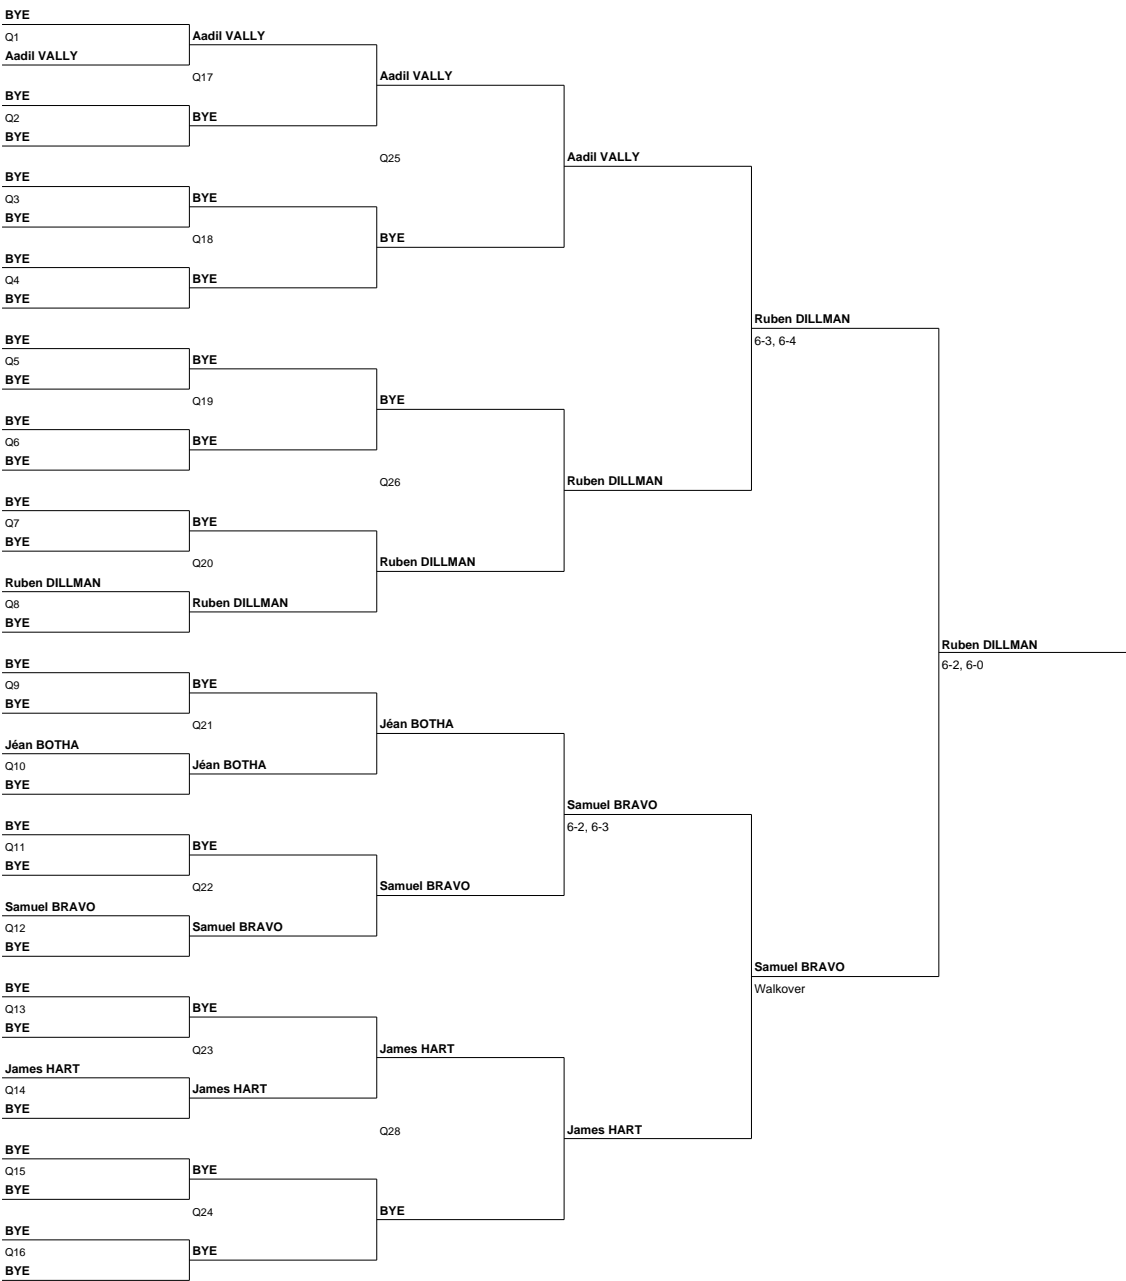 BYE
Q1
Aadil VALLY
BYE
Q2
BYE
BYE
Q3
BYE
BYE
Q4
BYE
BYE
Q5
BYE
BYE
Q6
BYE
BYE
Q7
BYE
Ruben DILLMAN
Q8
BYE
BYE
Q9
BYE
Jéan BOTHA
Q10
BYE
BYE
Q11
BYE
Samuel BRAVO
Q12
BYE
BYE
Q13
BYE
James HART
Q14
BYE
BYE
Q15
BYE
BYE
Q16
BYE
Aadil VALLY
Q17
BYE
BYE
Q18
BYE
BYE
Q19
BYE
BYE
Q20
Ruben DILLMAN
BYE
Q21
Jéan BOTHA
BYE
Q22
Samuel BRAVO
BYE
Q23
James HART
BYE
Q24
BYE
Aadil VALLY
Q25
BYE
BYE
Q26
Ruben DILLMAN
Jéan BOTHA
Samuel BRAVO
James HART
Q28
BYE
Aadil VALLY
Ruben DILLMAN
Samuel BRAVO
6-2, 6-3
James HART
Ruben DILLMAN
6-3, 6-4
Samuel BRAVO
Walkover
Ruben DILLMAN
6-2, 6-0